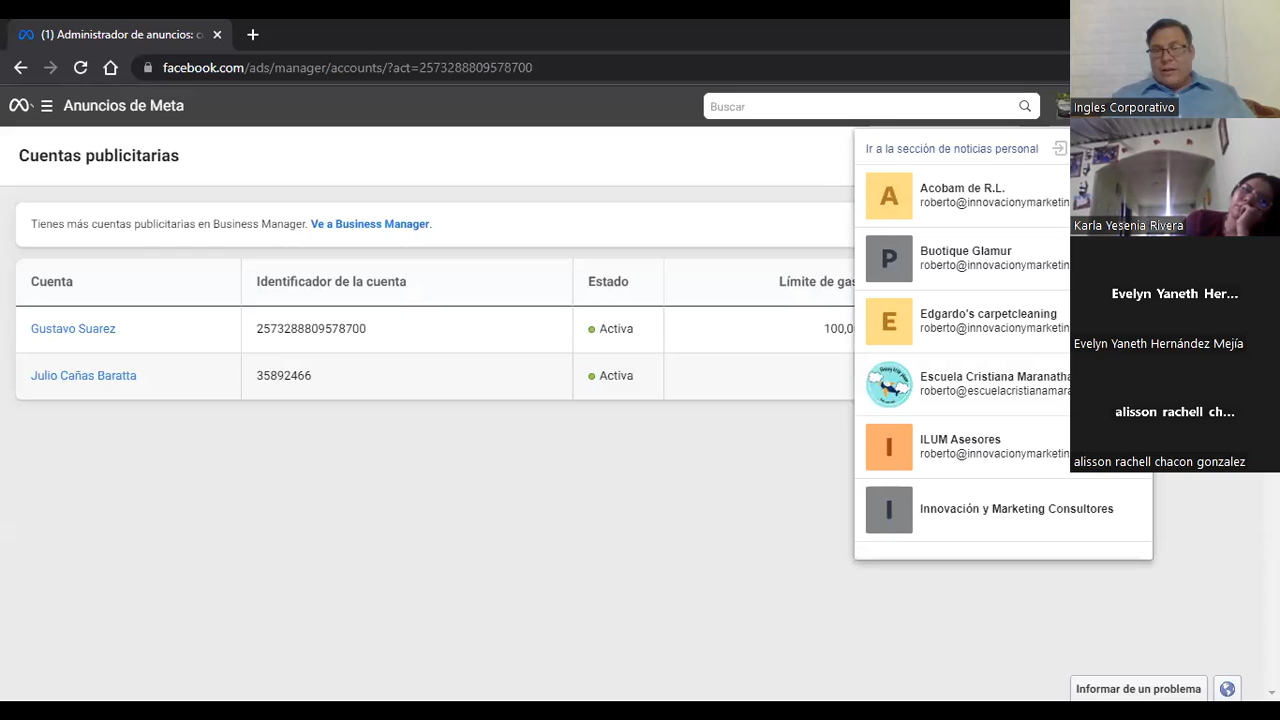 (1) Administrador de anuncios: c
facebook.com/ads/manager/accounts/?act=2573288809578700
Anuncios de Meta
Buscar
Cuentas publicitarias
Tienes más cuentas publicitarias en Business Manager. Ve a Business Manager.
Cuenta
Identificador de la cuenta
Estado
Límite de gas
Gustavo Suarez
2573288809578700
Activa
100,0
Julio Cañas Baratta
35892466
Activa
Ir a la sección de noticias personal
A
Acobam de R.L.
roberto@innovacionymarketin
P
Buotique Glamur
roberto@innovacionymarketin
E
Edgardo's carpetcleaning
roberto@innovacionymarketin
Escuela Cristiana Maranatha
roberto@escuelacristianamara
I
ILUM Asesores
roberto@innovacionymarketin
I
Innovación y Marketing Consultores
Informar de un problema
Ingles Corporativo
Karla Yesenia Rivera
Evelyn Yaneth Her...
Evelyn Yaneth Hernández Mejía
alisson rachell ch...
alisson rachell chacon gonzalez